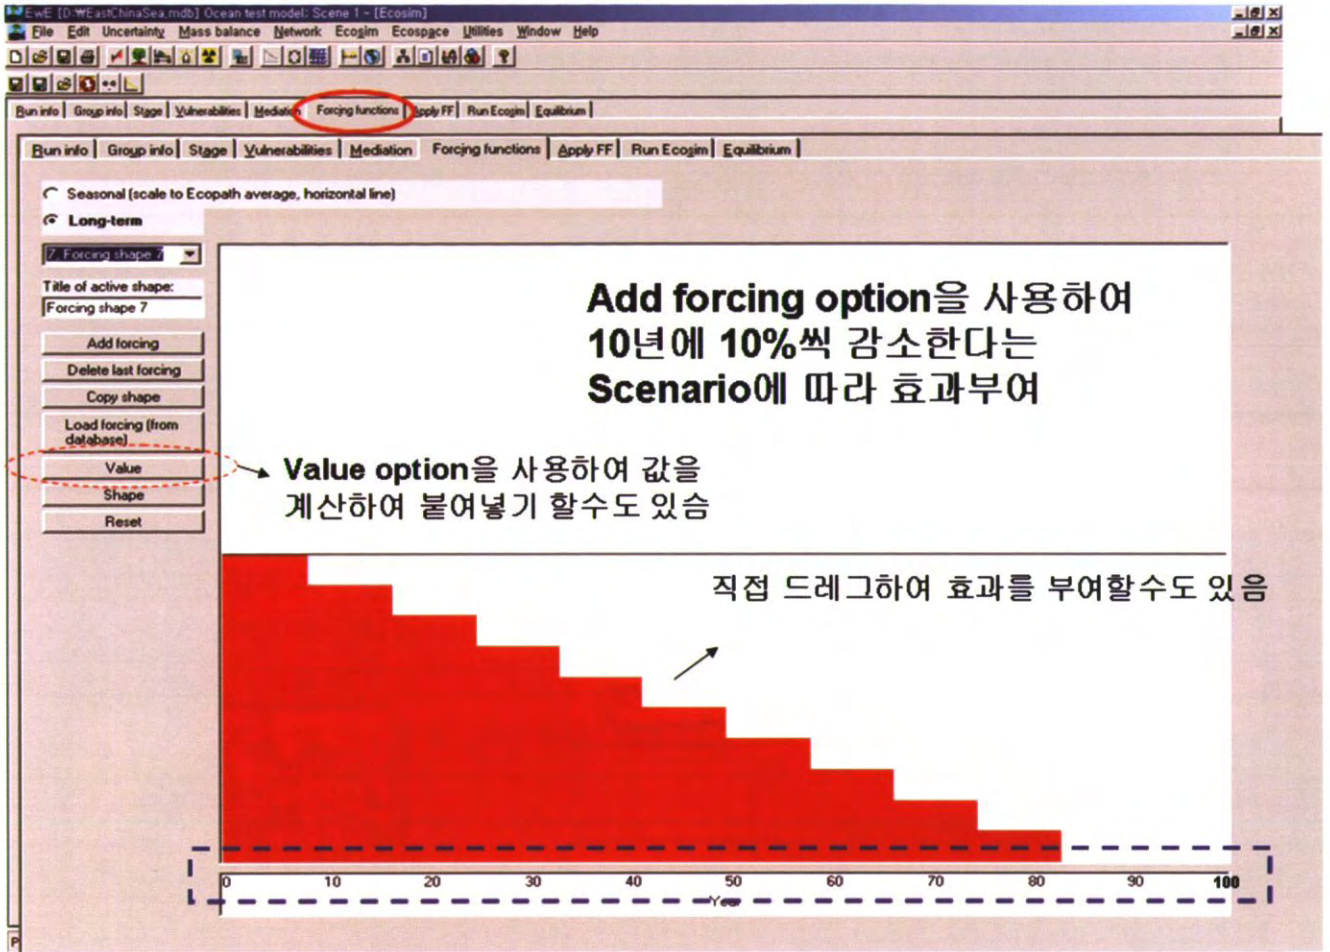 EwE [D:\EastChinaSea.mdb] Ocean test model: Scene 1 - [Ecosim]
File Edit Uncertainty Mass balance Network Ecosim Ecospace Utilities Window Help
Run info Group info Stage Vulnerabilities Mediation Forcing functions Apply FF Run Ecosim Equilibrium
Run info Group info Stage Vulnerabilities Mediation Forcing functions Apply FF Run Ecosim Equilibrium
Seasonal (scale to Ecopath average, horizontal line)
Long-term
7. Forcing shape 7
Title of active shape:
Forcing shape 7
Add forcing
Delete last forcing
Copy shape
Load forcing (from
database)
Value
Shape
Reset
Add forcing option을 사용하여
10년에 10%씩 감소한다는
Scenario에 따라 효과부여
Value option을 사용하여 값을
계산하여 붙여넣기 할수도 있슴
직접 드레그하여 효과를 부여할수도 있음
0 10 20 30 40 50 60 70 80 90 100
Year
P